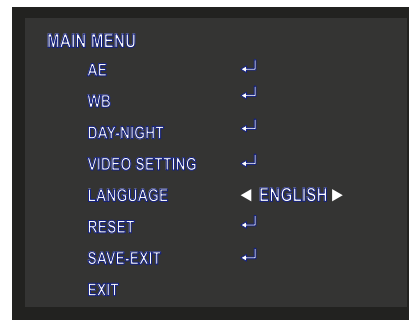 MAIN MENU
AE ↵
WB ↵
DAY-NIGHT ↵
VIDEO SETTING ↵
LANGUAGE ◀ ENGLISH ▶
RESET ↵
SAVE-EXIT ↵
EXIT